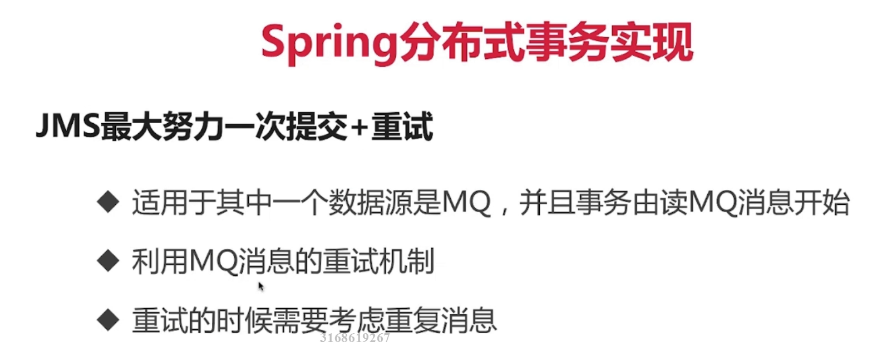 Spring分布式事务实现
JMS最大努力一次提交+重试
◆ 适用于其中一个数据源是MQ，并且事务由读MQ消息开始
◆ 利用MQ消息的重试机制
◆ 重试的时候需要考虑重复消息
3168619267